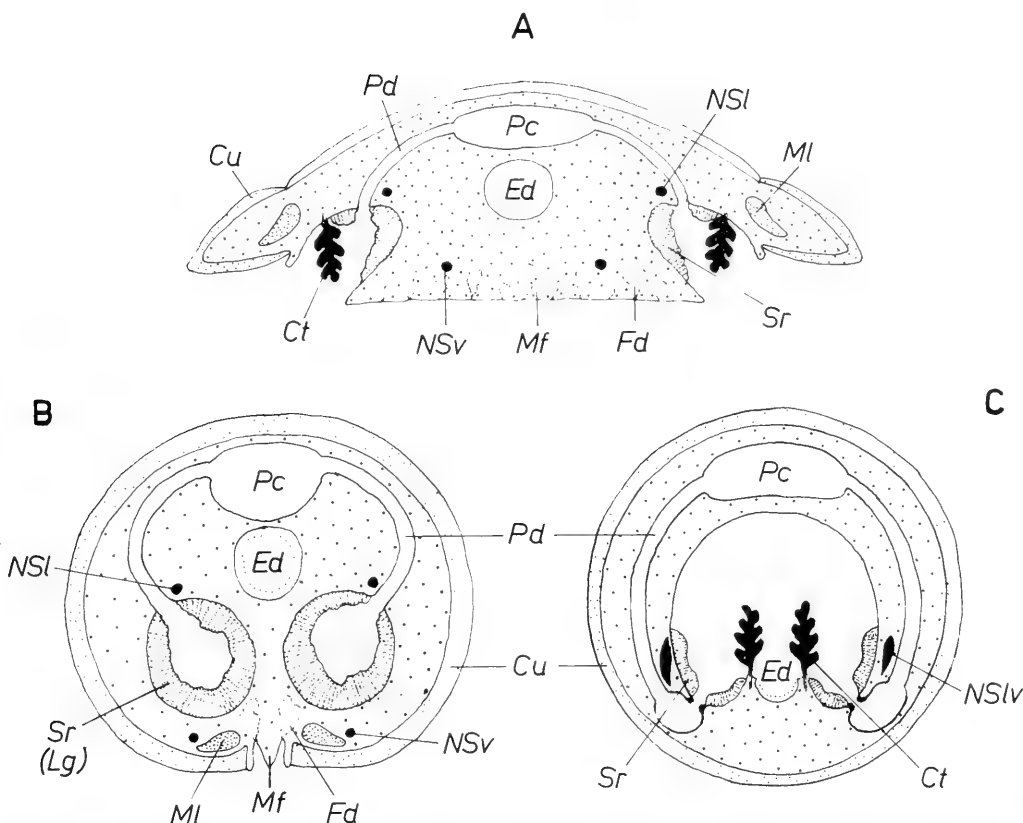 A
Pd
NSl
Pc
Ml
Cu
Ed
Ct
NSv
Mf
Fd
Sr
B
C
Pc
Pc
Pd
NSl
Ed
Cu
Ed
NSlv
Sr
(Lg)
NSv
Sr
Ct
Ml
Mf
Fd